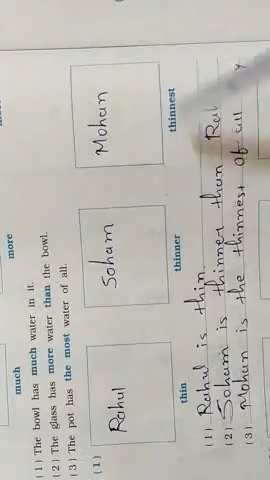 much more
(1) The bowl has much water in it.
(2) The glass has more water than the bowl.
(3) The pot has the most water of all.
(1)
Rahul Soham Mohan
thin thinner thinnest
(1) Rahul is thin.
(2) Soham is thinner than
(3) Mohan is the thinnest of all